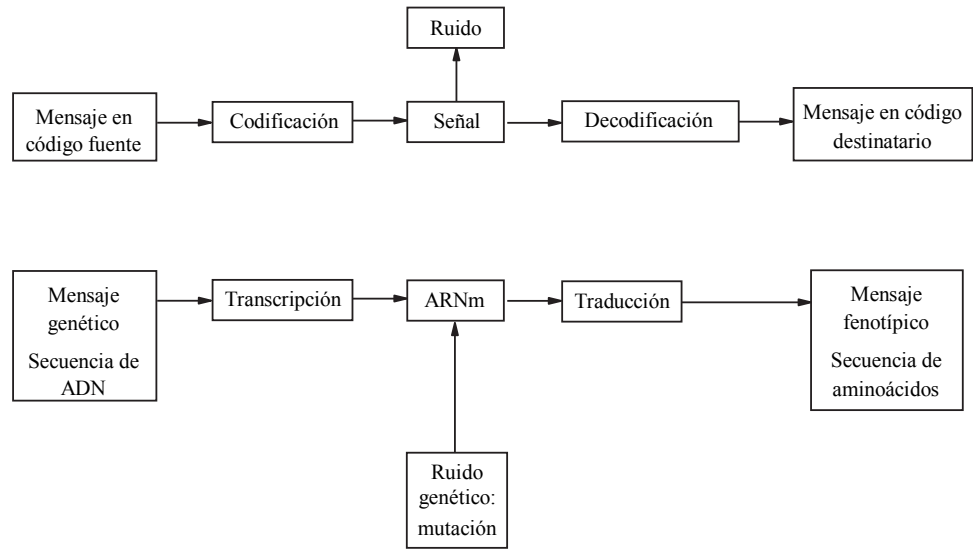 Ruido
Mensaje en
código fuente
Codificación
Señal
Decodificación
Mensaje en código
destinatario
Mensaje
genético
Secuencia de
ADN
Transcripción
ARNm
Traducción
Mensaje
fenotípico
Secuencia de
aminoácidos
Ruido
genético:
mutación